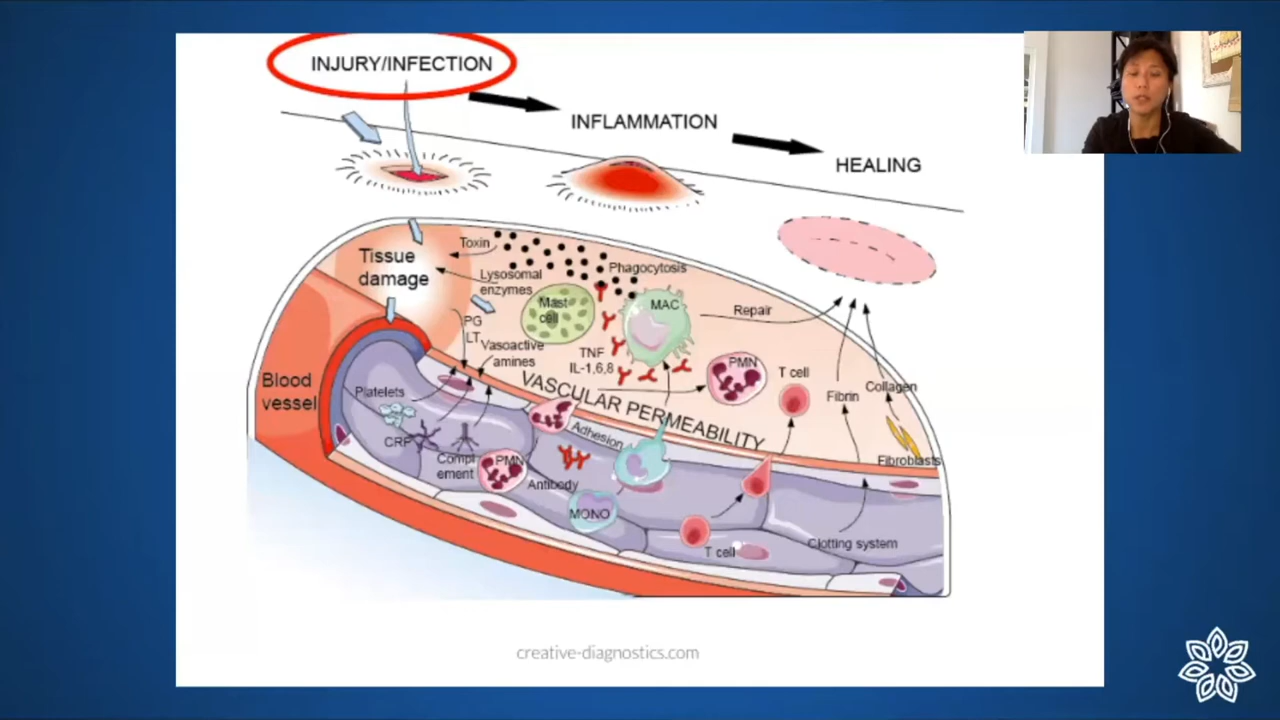 INJURY/INFECTION
INFLAMMATION
HEALING
Tissue
damage
Toxin
Lysosomal
enzymes
Phagocytosis
Mast
cell
MAC
Repair
PG
LT
Vasoactive
amines
TNF
IL-1,6,8
PMN
T cell
VASCULAR PERMEABILITY
Fibrin
Collagen
Blood
vessel
Platelets
CRP
Compl
ement
PMN
Adhesion
Antibody
MONO
Fibroblasts
T cell
Clotting system
creative-diagnostics.com